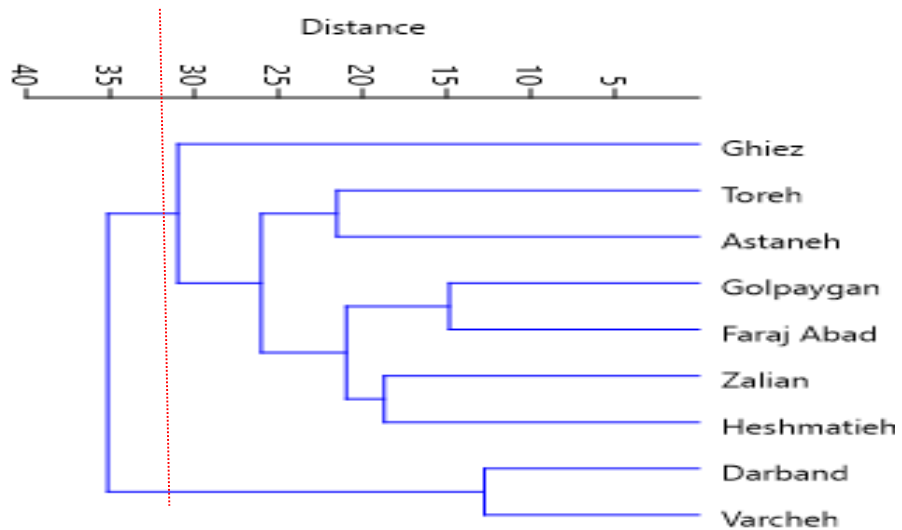 Distance
40 35 30 25 20 15 10 5
Ghiez
Toreh
Astaneh
Golpaygan
Faraj Abad
Zalian
Heshmatieh
Darband
Varcheh